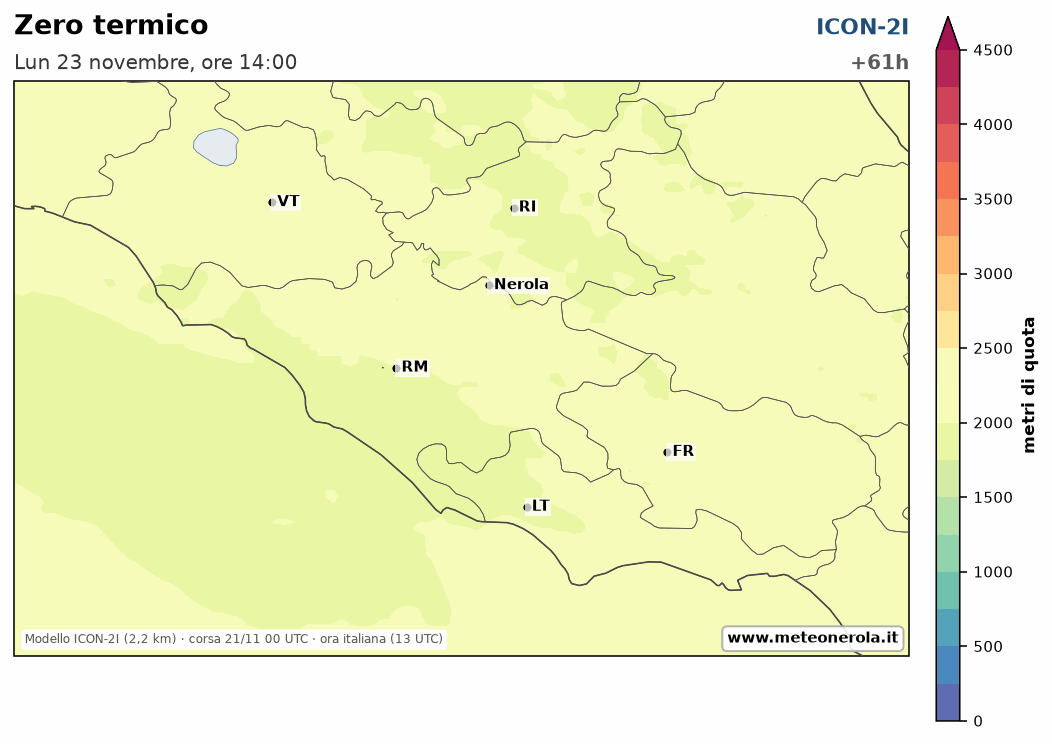 Zero termico
ICON-2I
Lun 23 novembre, ore 14:00
+61h
VT
RI
Nerola
RM
FR
LT
Modello ICON-2I (2,2 km) · corsa 21/11 00 UTC · ora italiana (13 UTC)
www.meteonerola.it
4500
4000
3500
3000
2500
2000
1500
1000
500
0
metri di quota